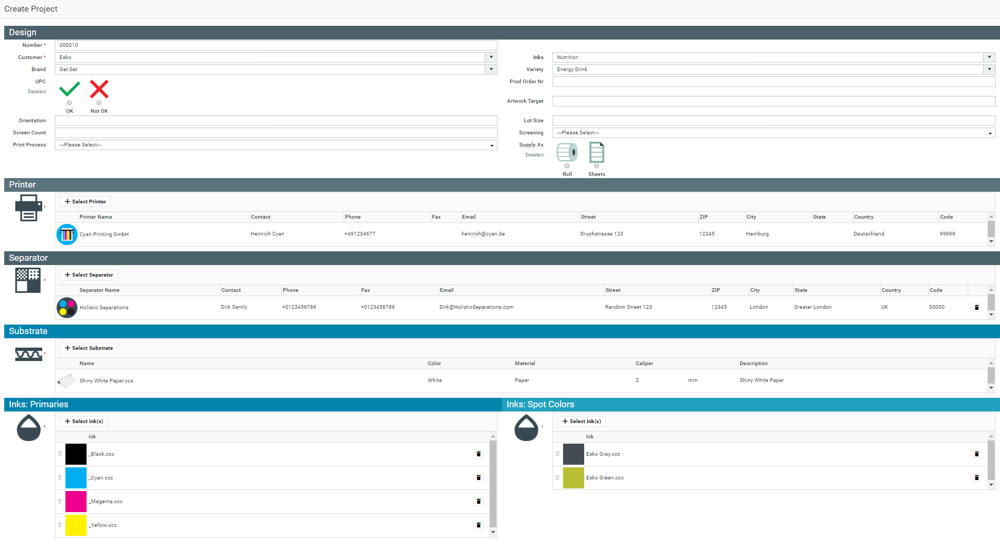 Create Project
Design
Number * 000010
Customer * Esko
Inks Nutrition
Brand Get Set
Variety Energy Drink
UPC
Deselect
OK Not OK
Prod Order Nr
Artwork Target
Orientation
Lot Size
Screen Count
Screening ---Please Select---
Print Process ---Please Select---
Supply As
Deselect
Roll Sheets
Printer
*
+ Select Printer
Printer Name Contact Phone Fax Email Street ZIP City State Country Code
Cyan Printing GmbH Heinrich Cyan +491234677 heinrich@cyan.de Druchstrasse 123 12345 Hamburg Deutschland 99999
Separator
*
+ Select Separator
Separator Name Contact Phone Fax Email Street ZIP City State Country Code
Holistic Separations Dirk Gently +0123456789 +0123456789 Dirk@HolisticSeparations.com Random Street 123 12345 London Greater London UK 00000
Substrate
*
+ Select Substrate
Name Color Material Caliper Description
Shiny White Paper.ccs White Paper 2 mm Shiny White Paper
Inks: Primaries
*
+ Select ink(s)
Ink
_Black.ccc
_Cyan.ccc
_Magenta.ccc
_Yellow.ccc
Inks: Spot Colors
*
+ Select Ink(s)
Ink
Esko Gray.ccc
Esko Green.ccc